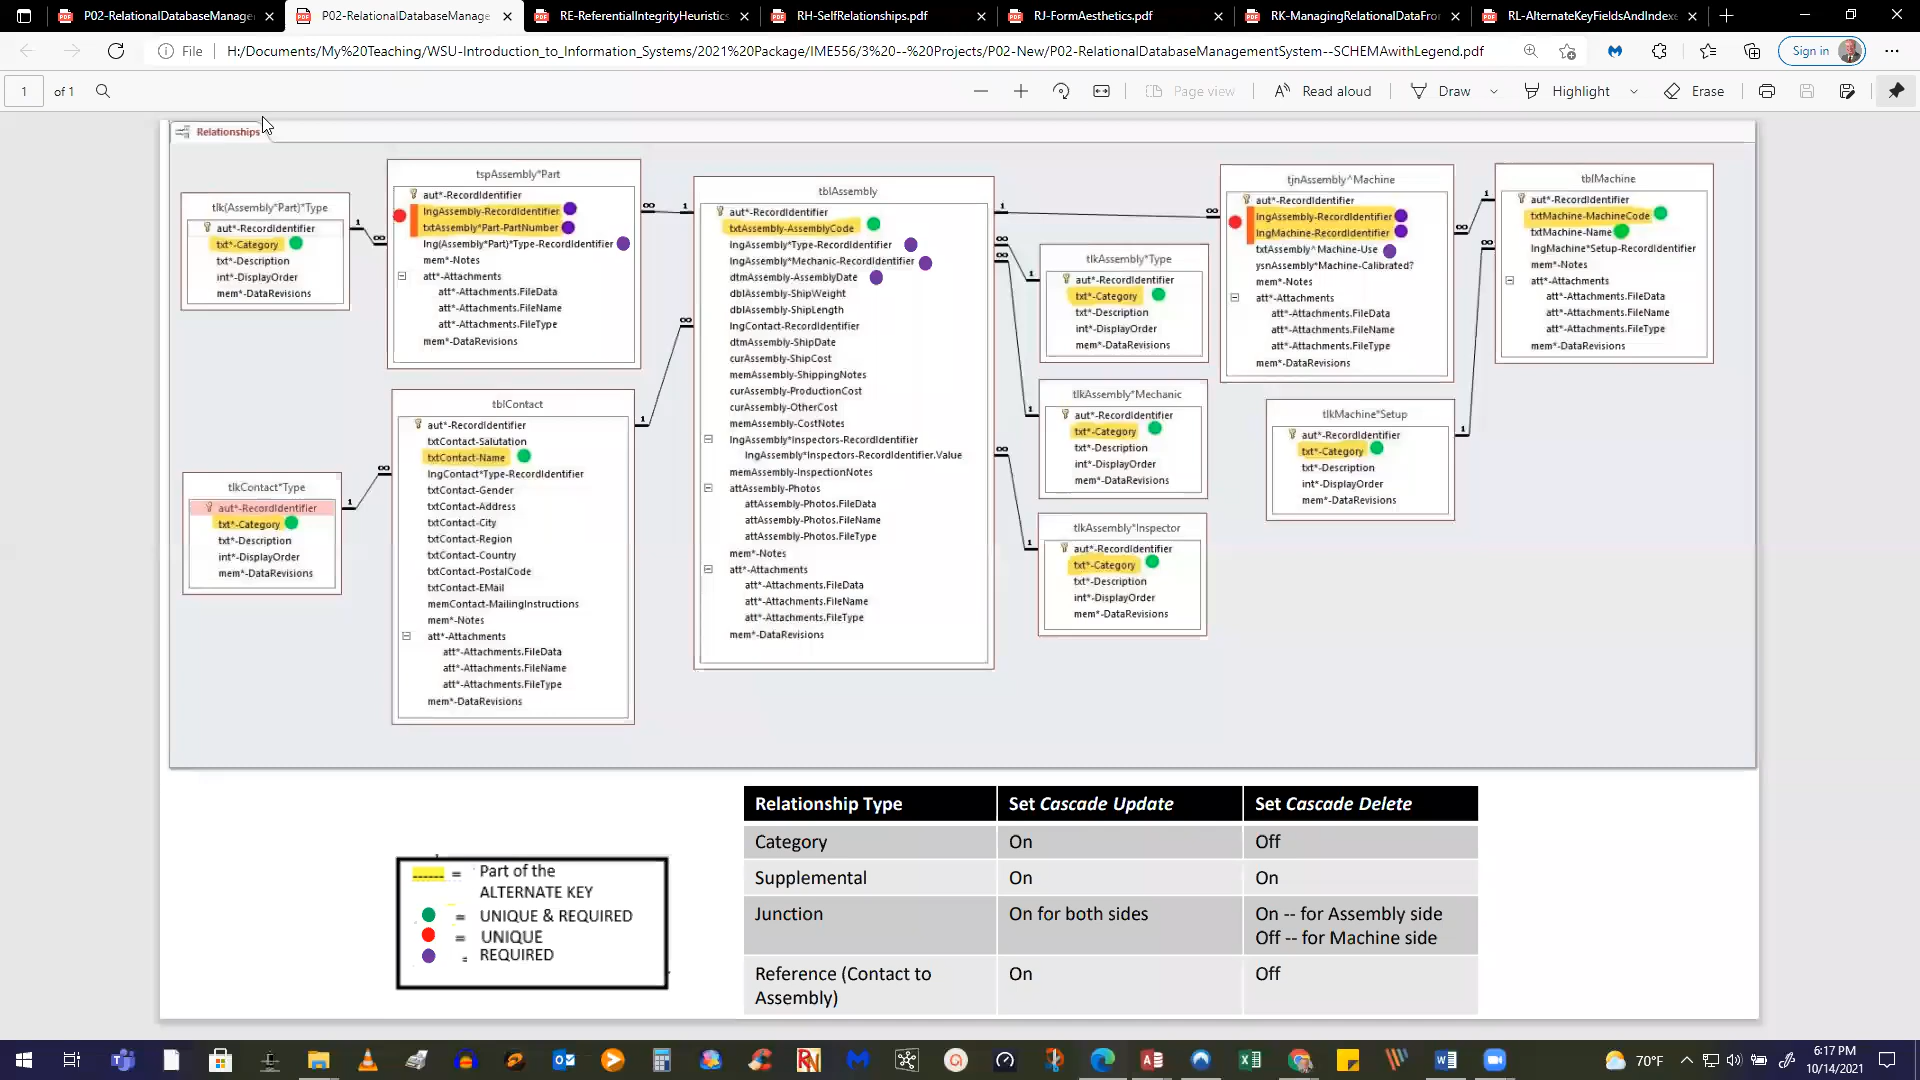 P02-RelationalDatabaseManage
P02-RelationalDatabaseManage
RE-ReferentialIntegrityHeuristics
RH-SelfRelationships.pdf
RJ-FormAesthetics.pdf
RK-ManagingRelationalDataFro
RL-AlternateKeyFieldsAndIndexe
File
H:/Documents/My%20Teaching/WSU-Introduction_to_Information_Systems/2021%20Package/IME556/3%20--%20Projects/P02-New/P02-RelationalDatabaseManagementSystem--SCHEMAwithLegend.pdf
Sign in
1 of 1
Page view
Read aloud
Draw
Highlight
Erase
Relationships
tlk(Assembly*Part)*Type
aut*-RecordIdentifier
txt*-Category
txt*-Description
int*-DisplayOrder
mem*-DataRevisions
tspAssembly*Part
aut*-RecordIdentifier
lngAssembly-RecordIdentifier
txtAssembly*Part-PartNumber
lng(Assembly*Part)*Type-RecordIdentifier
mem*-Notes
att*-Attachments
att*-Attachments.FileData
att*-Attachments.FileName
att*-Attachments.FileType
mem*-DataRevisions
tblContact
aut*-RecordIdentifier
txtContact-Salutation
txtContact-Name
lngContact*Type-RecordIdentifier
txtContact-Gender
txtContact-Address
txtContact-City
txtContact-Region
txtContact-Country
txtContact-PostalCode
txtContact-EMail
memContact-MailingInstructions
mem*-Notes
att*-Attachments
att*-Attachments.FileData
att*-Attachments.FileName
att*-Attachments.FileType
mem*-DataRevisions
tlkContact*Type
aut*-RecordIdentifier
txt*-Category
txt*-Description
int*-DisplayOrder
mem*-DataRevisions
tblAssembly
aut*-RecordIdentifier
txtAssembly-AssemblyCode
lngAssembly*Type-RecordIdentifier
lngAssembly*Mechanic-RecordIdentifier
dtmAssembly-AssemblyDate
dblAssembly-ShipWeight
dblAssembly-ShipLength
lngContact-RecordIdentifier
dtmAssembly-ShipDate
curAssembly-ShipCost
memAssembly-ShippingNotes
curAssembly-ProductionCost
curAssembly-OtherCost
memAssembly-CostNotes
lngAssembly*Inspectors-RecordIdentifier
lngAssembly*Inspectors-RecordIdentifier.Value
memAssembly-InspectionNotes
attAssembly-Photos
attAssembly-Photos.FileData
attAssembly-Photos.FileName
attAssembly-Photos.FileType
mem*-Notes
att*-Attachments
att*-Attachments.FileData
att*-Attachments.FileName
att*-Attachments.FileType
mem*-DataRevisions
tlkAssembly*Type
aut*-RecordIdentifier
txt*-Category
txt*-Description
int*-DisplayOrder
mem*-DataRevisions
tlkAssembly*Mechanic
aut*-RecordIdentifier
txt*-Category
txt*-Description
int*-DisplayOrder
mem*-DataRevisions
tlkAssembly*Inspector
aut*-RecordIdentifier
txt*-Category
txt*-Description
int*-DisplayOrder
mem*-DataRevisions
tjnAssembly^Machine
aut*-RecordIdentifier
lngAssembly-RecordIdentifier
lngMachine-RecordIdentifier
txtAssembly^Machine-Use
ysnAssembly*Machine-Calibrated?
mem*-Notes
att*-Attachments
att*-Attachments.FileData
att*-Attachments.FileName
att*-Attachments.FileType
mem*-DataRevisions
tblMachine
aut*-RecordIdentifier
txtMachine-MachineCode
txtMachine-Name
lngMachine*Setup-RecordIdentifier
mem*-Notes
att*-Attachments
att*-Attachments.FileData
att*-Attachments.FileName
att*-Attachments.FileType
mem*-DataRevisions
tlkMachine*Setup
aut*-RecordIdentifier
txt*-Category
txt*-Description
int*-DisplayOrder
mem*-DataRevisions
= Part of the
ALTERNATE KEY
= UNIQUE & REQUIRED
= UNIQUE
= REQUIRED
Relationship Type Set Cascade Update Set Cascade Delete
Category On Off
Supplemental On On
Junction On for both sides On -- for Assembly side
Off -- for Machine side
Reference (Contact to On Off
Assembly)
70°F
6:17 PM
10/14/2021